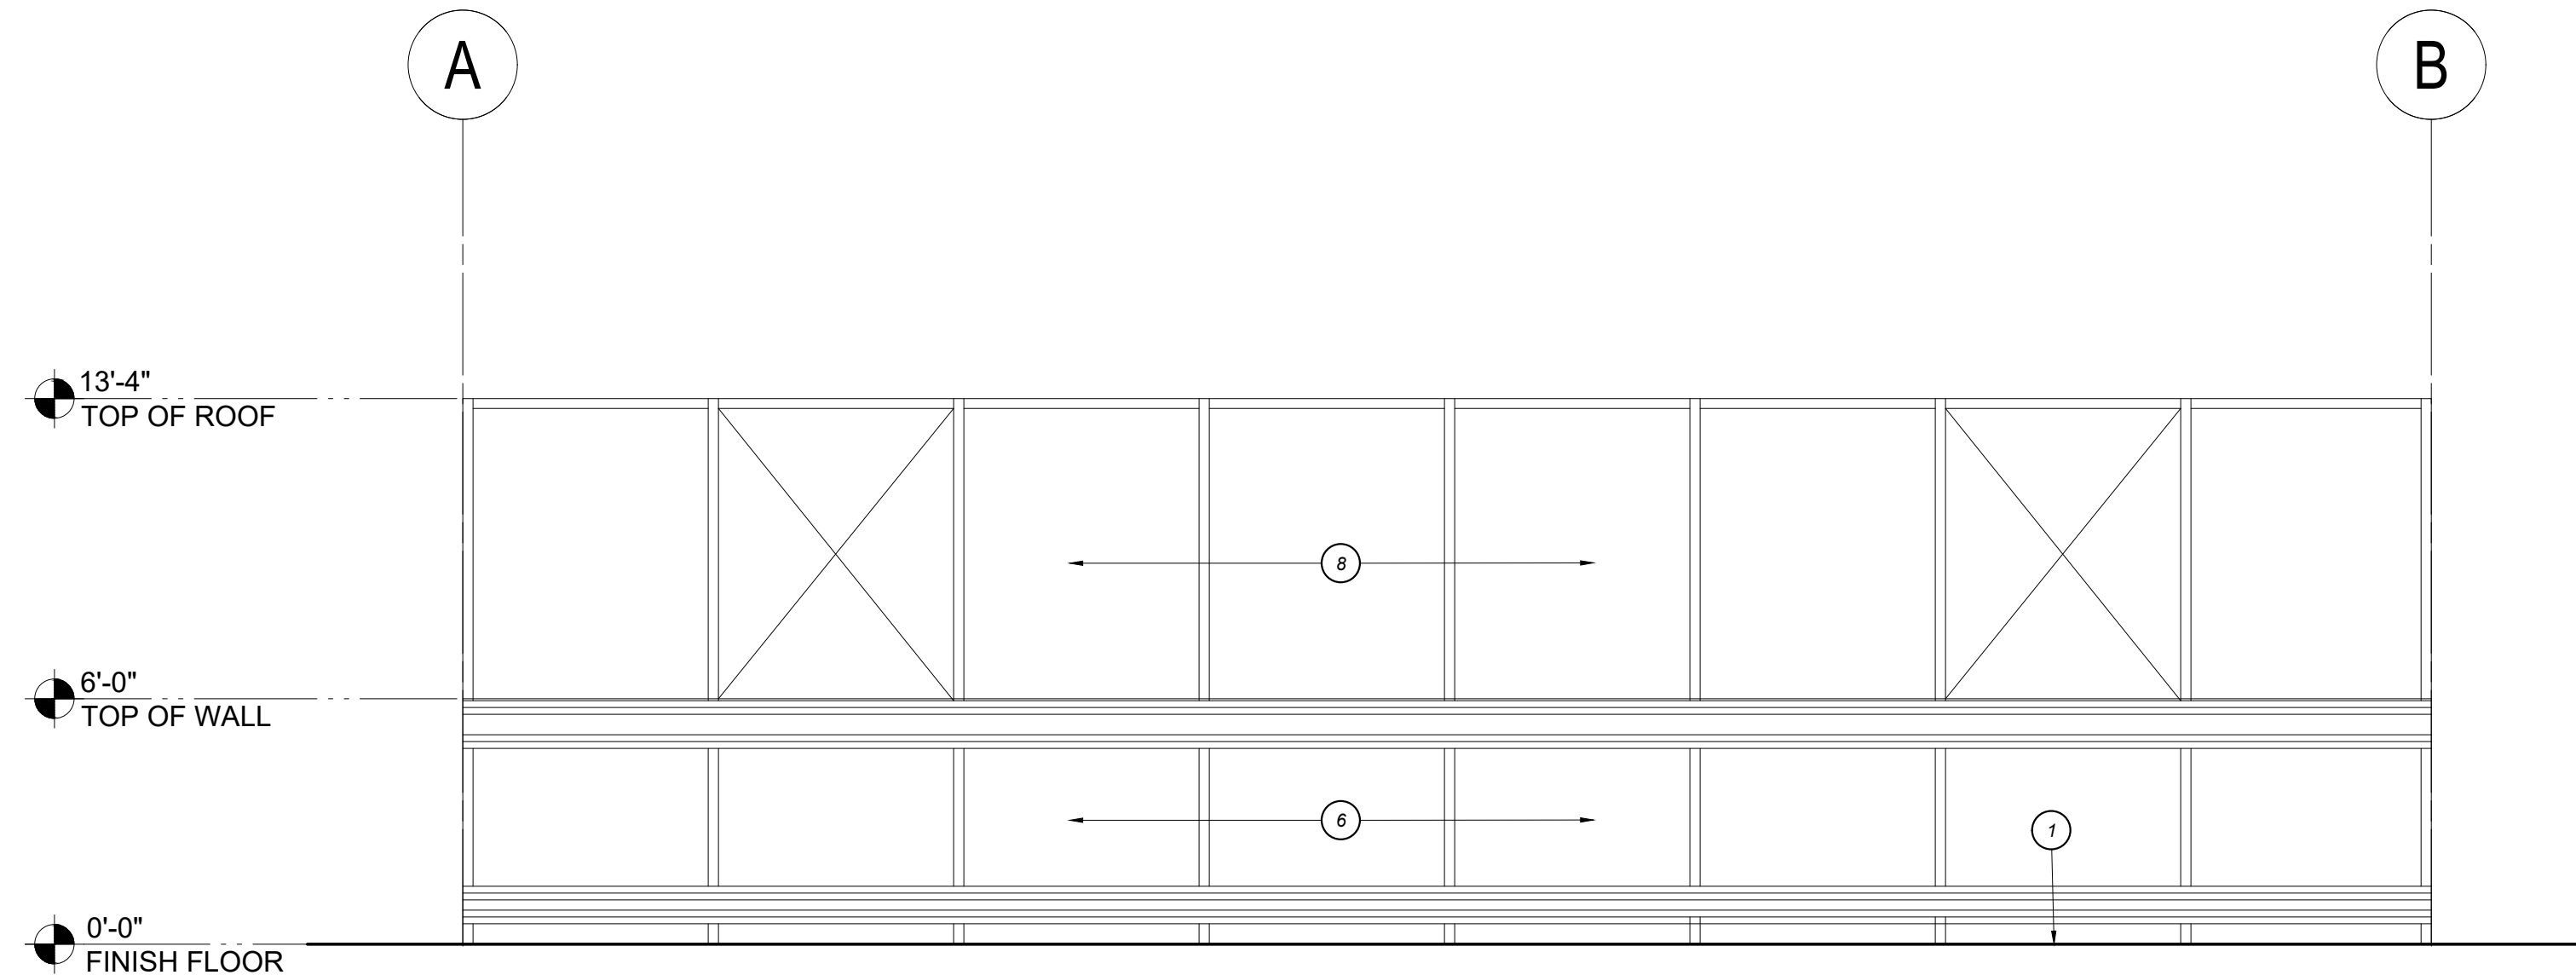 A
B
13'-4"
TOP OF ROOF
8
6'-0"
TOP OF WALL
6
1
0'-0"
FINISH FLOOR